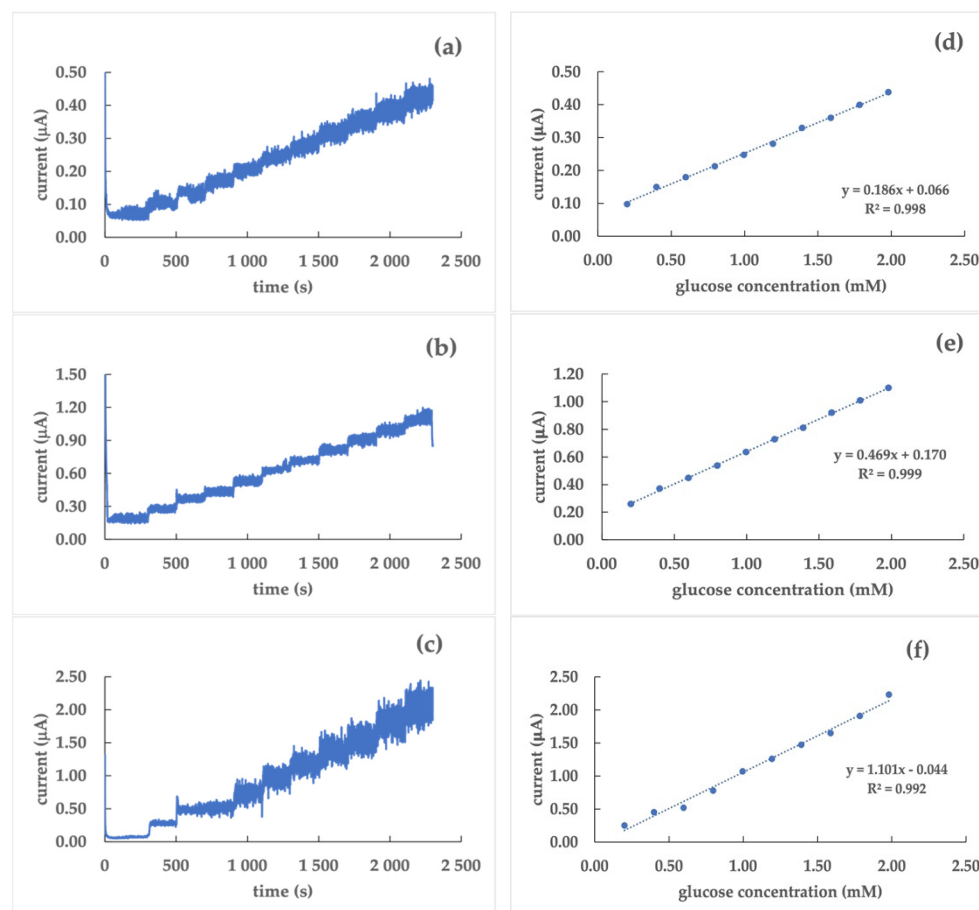 (a)
0.50
0.40
0.30
0.20
0.10
0.00
current (µA)
0 500 1 000 1 500 2 000 2 500
time (s)
(d)
0.50
0.40
0.30
0.20
0.10
0.00
current (µA)
y = 0.186x + 0.066
R² = 0.998
0.00 0.50 1.00 1.50 2.00 2.50
glucose concentration (mM)
(b)
1.50
1.20
0.90
0.60
0.30
0.00
current (µA)
0 500 1 000 1 500 2 000 2 500
time (s)
(e)
1.20
1.00
0.80
0.60
0.40
0.20
0.00
current (µA)
y = 0.469x + 0.170
R² = 0.999
0.00 0.50 1.00 1.50 2.00 2.50
glucose concentration (mM)
(c)
2.50
2.00
1.50
1.00
0.50
0.00
current (µA)
0 500 1 000 1 500 2 000 2 500
time (s)
(f)
2.50
2.00
1.50
1.00
0.50
0.00
current (µA)
y = 1.101x - 0.044
R² = 0.992
0.00 0.50 1.00 1.50 2.00 2.50
glucose concentration (mM)